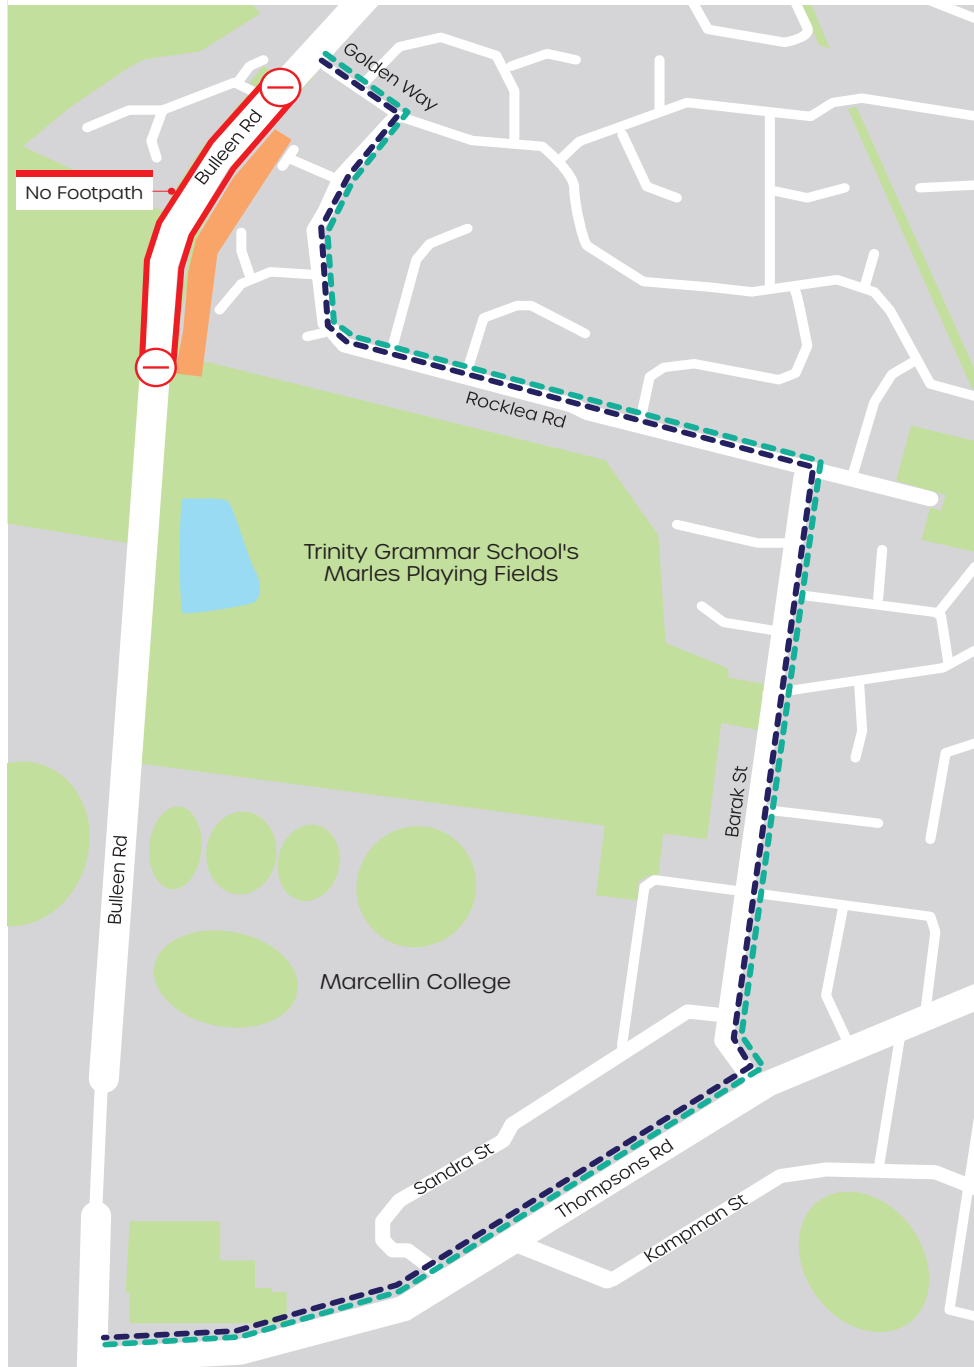 Golden Way
Bulleen Rd
No Footpath
Rocklea Rd
Trinity Grammar School's
Marles Playing Fields
Barak St
Bulleen Rd
Marcellin College
Sandra St
Thompsons Rd
Kampman St